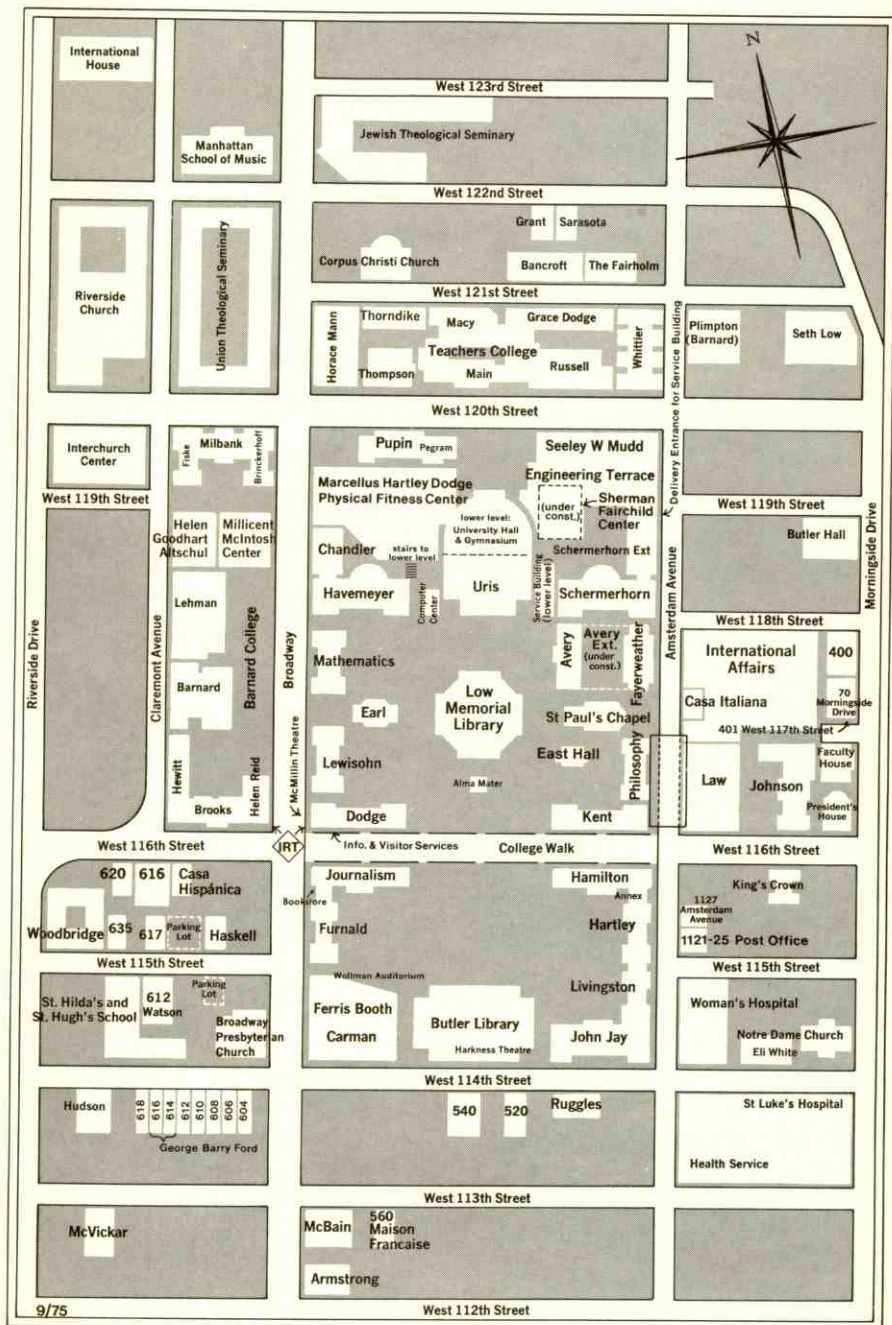 N
International
House
West 123rd Street
Manhattan
School of Music
Jewish Theological Seminary
West 122nd Street
Riverside
Church
Union Theological Seminary
Grant
Sarasota
Corpus Christi Church
Bancroft
The Fairholm
West 121st Street
Horace Mann
Thorndike
Macy
Grace Dodge
Teachers College
Thompson
Main
Russell
Whittier
Delivery Entrance for Service Building
Plimpton
(Barnard)
Seth Low
West 120th Street
Interchurch
Center
West 119th Street
Fiske
Milbank
Brinckerhoff
Pupin
Pegram
Seeley W Mudd
Marcellus Hartley Dodge
Physical Fitness Center
Engineering Terrace
(under
const.)
Sherman
Fairchild
Center
West 119th Street
lower level:
University Hall
& Gymnasium
Helen
Goodhart
Altschul
Millicent
McIntosh
Center
Chandler
stairs to
lower level
Schermerhorn Ext
Butler Hall
Havemeyer
Computer
Center
Uris
Service Building
(lower level)
Schermerhorn
Amsterdam Avenue
Morningside Drive
West 118th Street
Riverside Drive
Claremont Avenue
Lehman
Barnard College
Broadway
Mathematics
Avery
Avery
Ext.
(under
const.)
Fayerweather
International
Affairs
400
Barnard
Earl
Low
Memorial
Library
St Paul's Chapel
Casa Italiana
70
Morningside
Drive
401 West 117th Street
Hewitt
Helen Reid
McMillin Theatre
Lewisohn
East Hall
Philosophy
Law
Johnson
Faculty
House
Alma Mater
Brooks
Dodge
Kent
President's
House
West 116th Street
IRT
Info. & Visitor Services
College Walk
West 116th Street
620
616
Casa
Hispánica
Journalism
Bookstore
Hamilton
Annex
King's Crown
1127
Amsterdam
Avenue
Woodbridge
635
617
Parking
Lot
Haskell
Furnald
Hartley
1121-25 Post Office
West 115th Street
West 115th Street
St. Hilda's and
St. Hugh's School
612
Watson
Parking
Lot
Broadway
Presbyterian
Church
Wollman Auditorium
Ferris Booth
Carman
Butler Library
Harkness Theatre
Livingston
John Jay
Woman's Hospital
Notre Dame Church
Eli White
West 114th Street
Hudson
618
616
614
612
610
608
606
604
George Barry Ford
540
520
Ruggles
St Luke's Hospital
Health Service
West 113th Street
McVickar
McBain
560
Maison
Francaise
Armstrong
9/75
West 112th Street